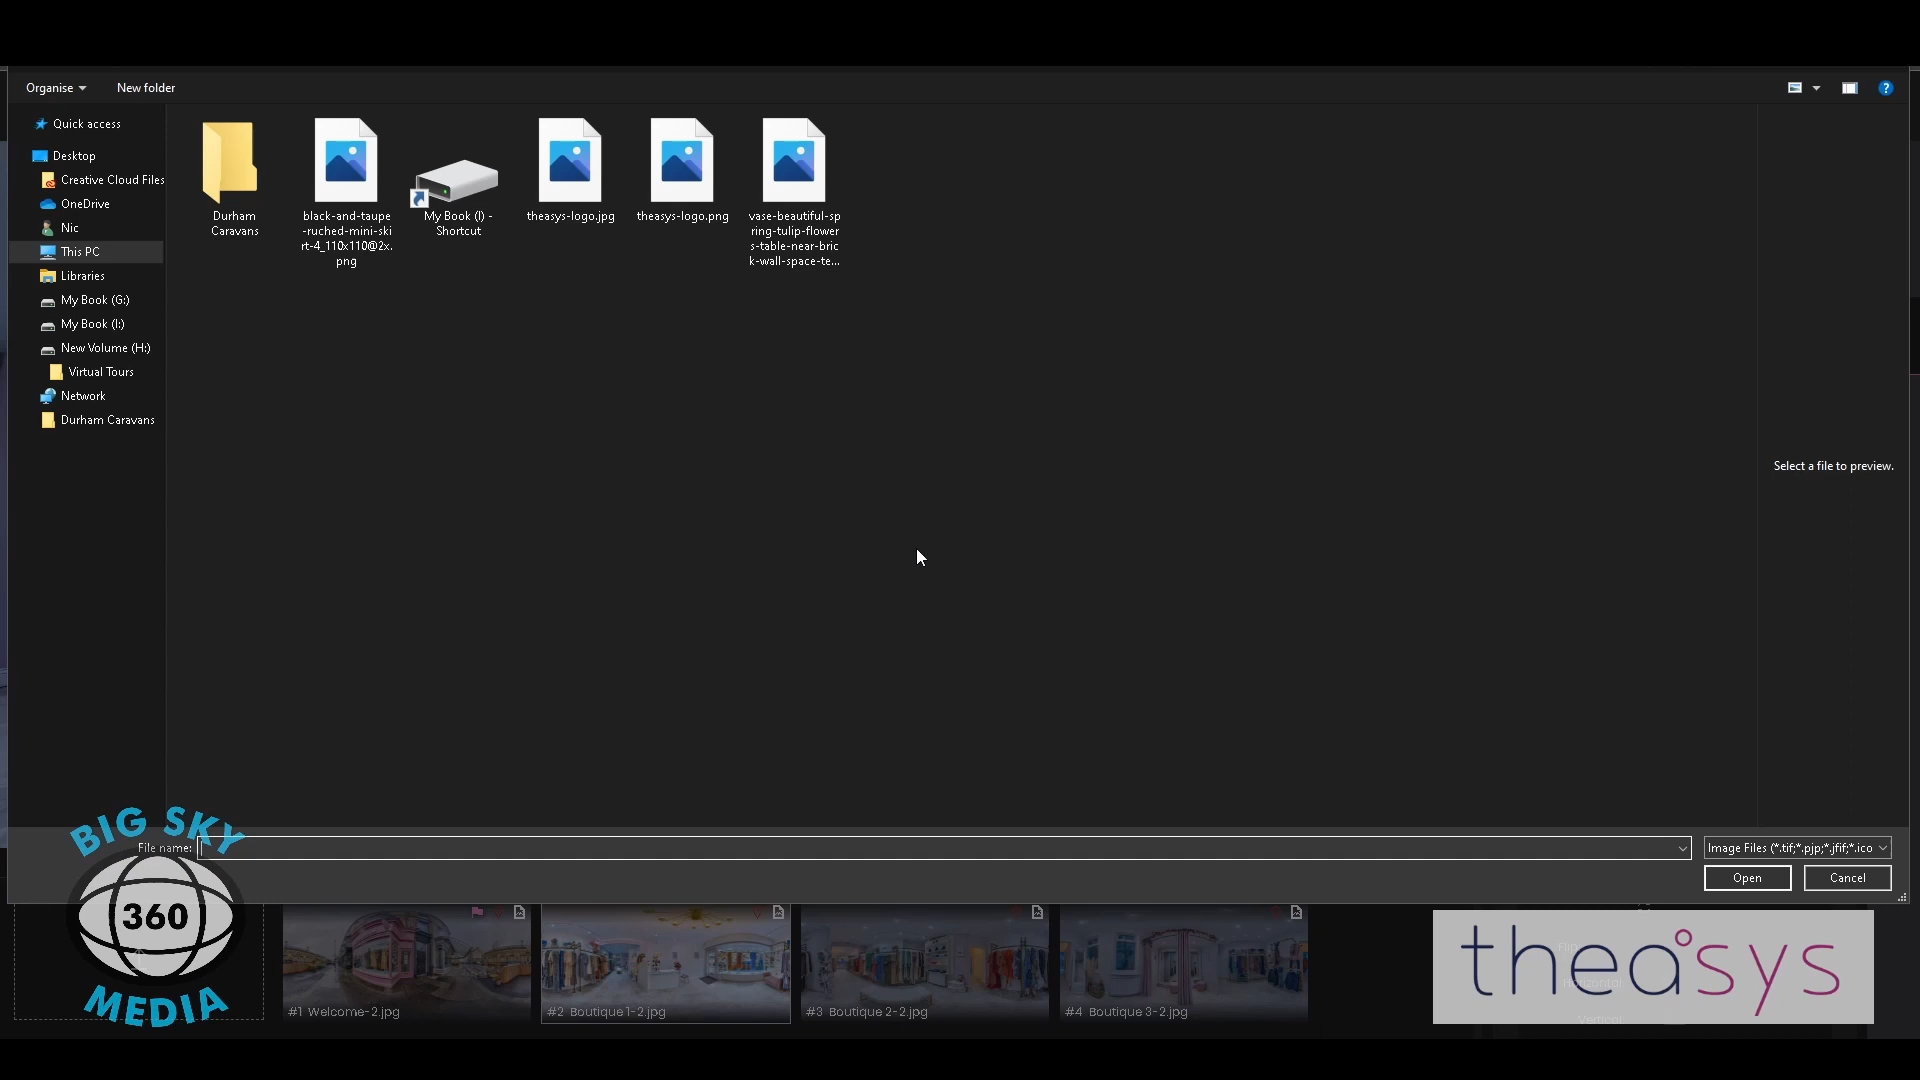 Organise
New folder
Quick access
Desktop
Creative Cloud Files
OneDrive
Nic
This PC
Libraries
My Book (G:)
My Book (I:)
New Volume (H:)
Virtual Tours
Network
Durham Caravans
Durham
Caravans
black-and-taupe
-ruched-mini-ski
rt-4_110x110@2x.
png
My Book (I) -
Shortcut
theasys-logo.jpg
theasys-logo.png
vase-beautiful-sp
ring-tulip-flower
s-table-near-bric
k-wall-space-te...
Select a file to preview.
File name:
Image Files (*.tif;*.pjp;*.jfif;*.ico
Open
Cancel
BIG SKY
360
MEDIA
#1 Welcome-2.jpg
#2 Boutique 1-2.jpg
#3 Boutique 2-2.jpg
#4 Boutique 3-2.jpg
theasys
Vertical